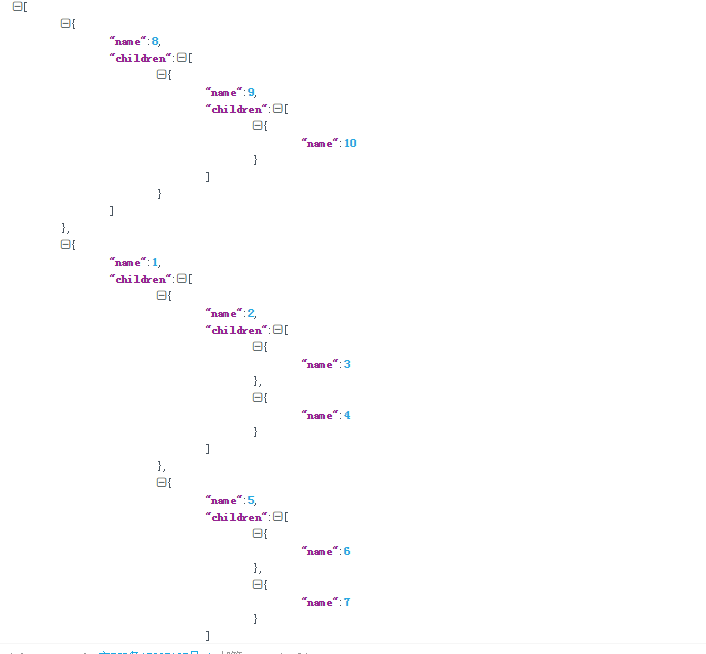 [
{
"name":8,
"children":[
{
"name":9,
"children":[
{
"name":10
}
]
}
]
},
{
"name":1,
"children":[
{
"name":2,
"children":[
{
"name":3
},
{
"name":4
}
]
},
{
"name":5,
"children":[
{
"name":6
},
{
"name":7
}
]